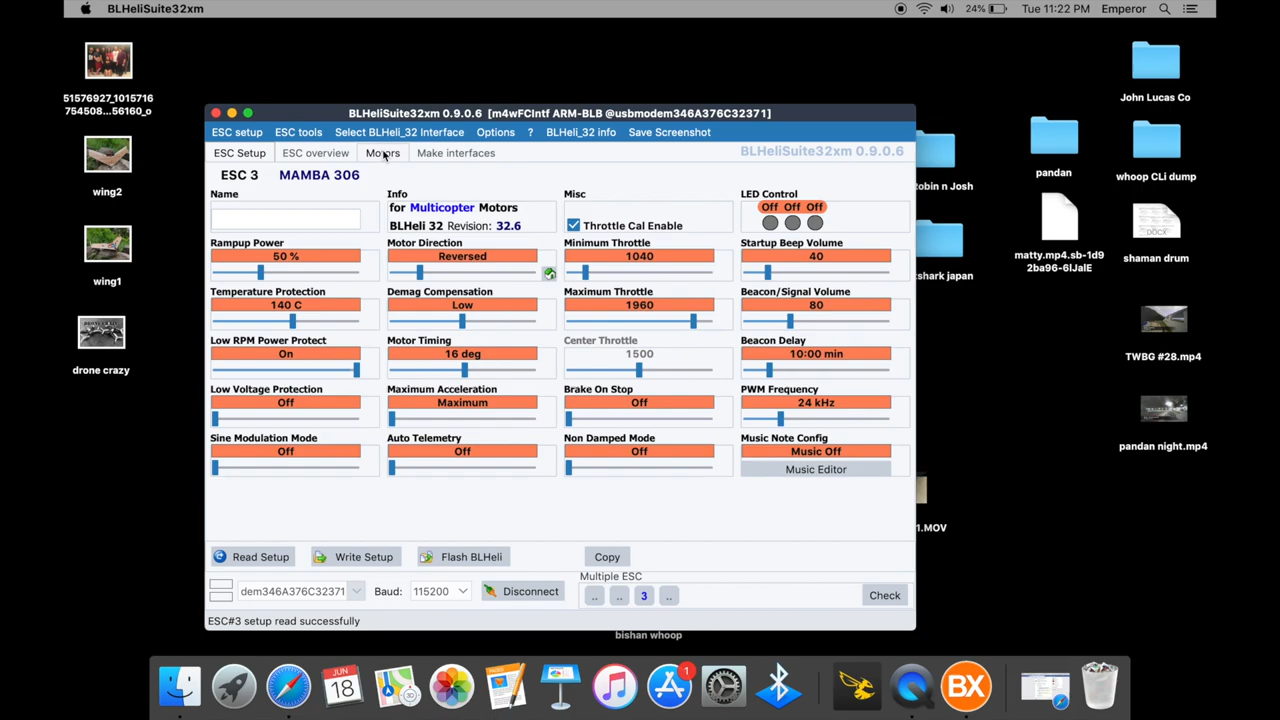 BLHeliSuite32xm
24%
Tue 11:22 PM
Emperor
51576927_1015716
754508..._56160_o
wing2
wing1
drone crazy
BLHeliSuite32xm 0.9.0.6 [m4wFCIntf ARM-BLB @usbmodem346A376C32371]
ESC setup
ESC tools
Select BLHeli_32 Interface
Options
?
BLHeli_32 info
Save Screenshot
ESC Setup
ESC overview
Motors
Make interfaces
BLHeliSuite32xm 0.9.0.6
ESC 3
MAMBA 306
Name
Info
for Multicopter Motors
BLHeli 32 Revision: 32.6
Misc
Throttle Cal Enable
LED Control
Off Off Off
Rampup Power
50 %
Motor Direction
Reversed
Minimum Throttle
1040
Startup Beep Volume
40
Temperature Protection
140 C
Demag Compensation
Low
Maximum Throttle
1960
Beacon/Signal Volume
80
Low RPM Power Protect
On
Motor Timing
16 deg
Center Throttle
1500
Beacon Delay
10:00 min
Low Voltage Protection
Off
Maximum Acceleration
Maximum
Brake On Stop
Off
PWM Frequency
24 kHz
Sine Modulation Mode
Off
Auto Telemetry
Off
Non Damped Mode
Off
Music Note Config
Music Off
Music Editor
Read Setup
Write Setup
Flash BLHeli
Copy
dem346A376C32371
Baud:
115200
Disconnect
Multiple ESC
..
..
3
..
Check
ESC#3 setup read successfully
John Lucas Co
pandan
whoop CLi dump
obin n Josh
matty.mp4.sb-1d9
2ba96-6lJalE
DOCX
shaman drum
shark japan
TWBG #28.mp4
pandan night.mp4
1.MOV
bishan whoop
JUN
18
1
BX